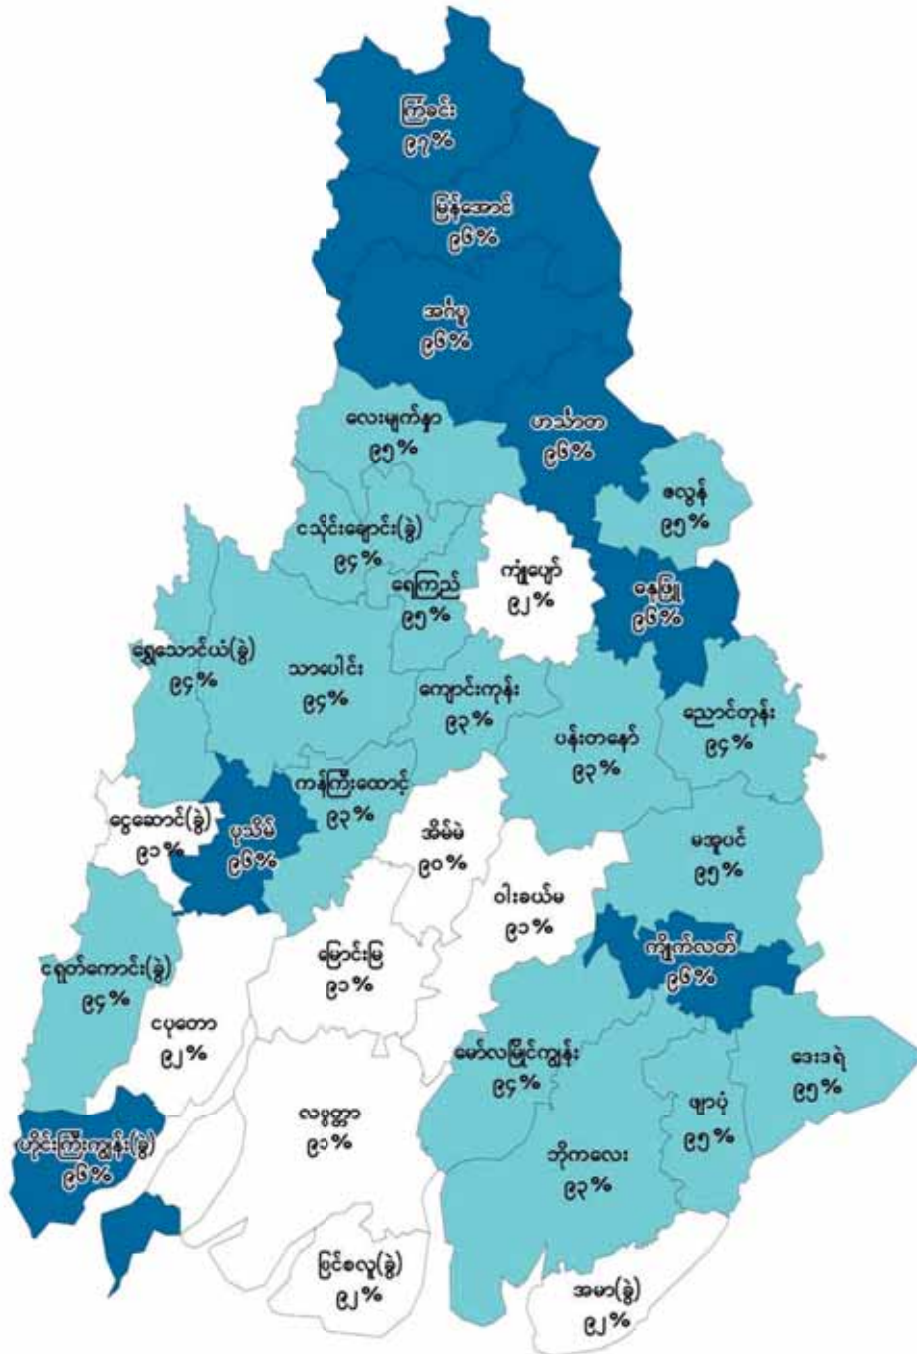 ကြံခင်း
၉၇%
မြန်အောင်
၉၆%
အင်္ဂပူ
၉၆%
ဟင်္သာတ
၉၆%
လေးမျက်နှာ
၉၅%
ဇလွန်
၉၅%
ငသိုင်းချောင်း(ခွဲ)
၉၄%
ရေကြည်
၉၅%
ကျုံပျော်
၉၂%
ဓနုဖြူ
၉၆%
ရွှေသောင်ယံ(ခွဲ)
၉၄%
သာပေါင်း
၉၄%
ကျောင်းကုန်း
၉၃%
ပန်းတနော်
၉၃%
ညောင်တုန်း
၉၄%
ငွေဆောင်(ခွဲ)
၉၁%
ပုသိမ်
၉၆%
ကန်ကြီးထောင့်
၉၃%
အိမ်မဲ
၉၀%
ဝါးခယ်မ
၉၁%
မအူပင်
၉၅%
ငရုတ်ကောင်း(ခွဲ)
၉၄%
ငပုတော
၉၂%
မြောင်းမြ
၉၁%
ကျိုက်လတ်
၉၆%
မော်လမြိုင်ကျွန်း
၉၄%
ဖျာပုံ
၉၅%
ဒေးဒရဲ
၉၅%
ဟိုင်းကြီးကျွန်း(ခွဲ)
၉၆%
လပွတ္တာ
၉၁%
ဘိုကလေး
၉၃%
ပြင်စလူ(ခွဲ)
၉၂%
အမာ(ခွဲ)
၉၂%